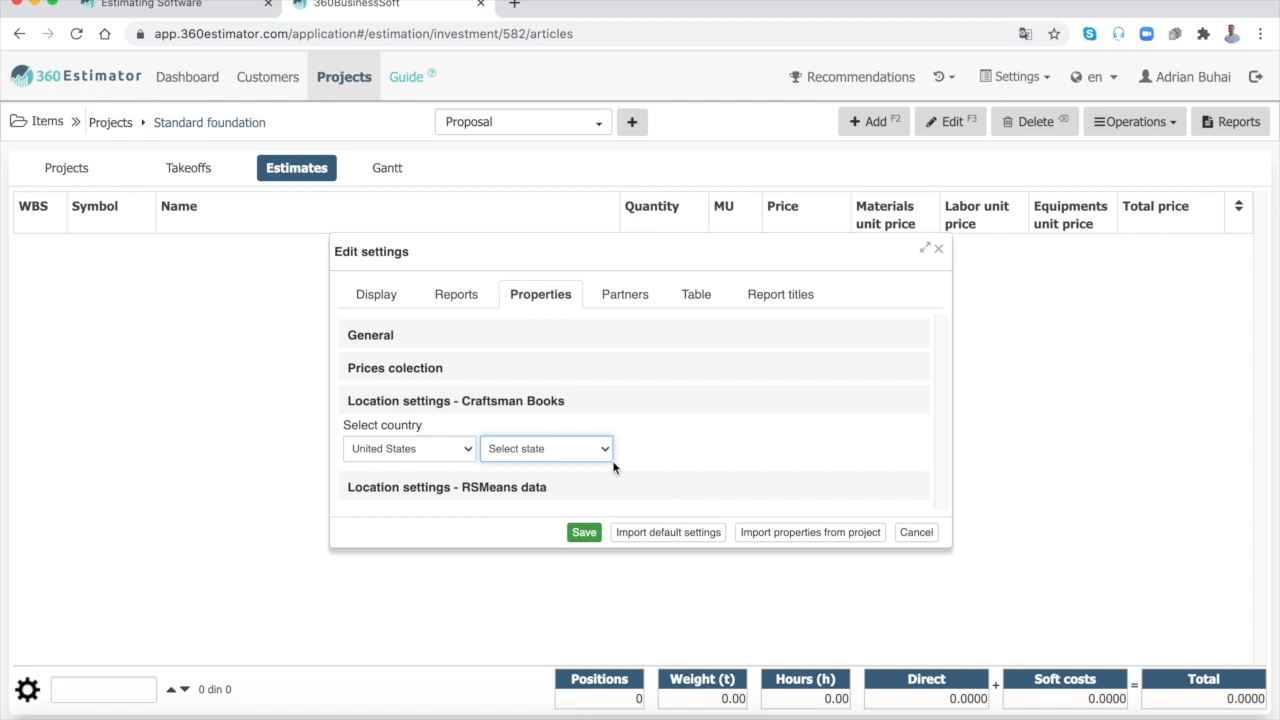 Estimating Software
360BusinessSoft
app.360estimator.com/application#/estimation/investment/582/articles
360Estimator Dashboard Customers Projects Guide Recommendations Settings en Adrian Buhai
Items Projects Standard foundation Proposal Add F2 Edit F3 Delete Operations Reports
Projects Takeoffs Estimates Gantt
WBS Symbol Name Quantity MU Price Materials unit price Labor unit price Equipments unit price Total price
Edit settings
Display Reports Properties Partners Table Report titles
General
Prices colection
Location settings - Craftsman Books
Select country
United States Select state
Location settings - RSMeans data
Save Import default settings Import properties from project Cancel
0 din 0
Positions Weight (t) Hours (h) Direct + Soft costs = Total
0 0.00 0.00 0.0000 0.0000 0.0000